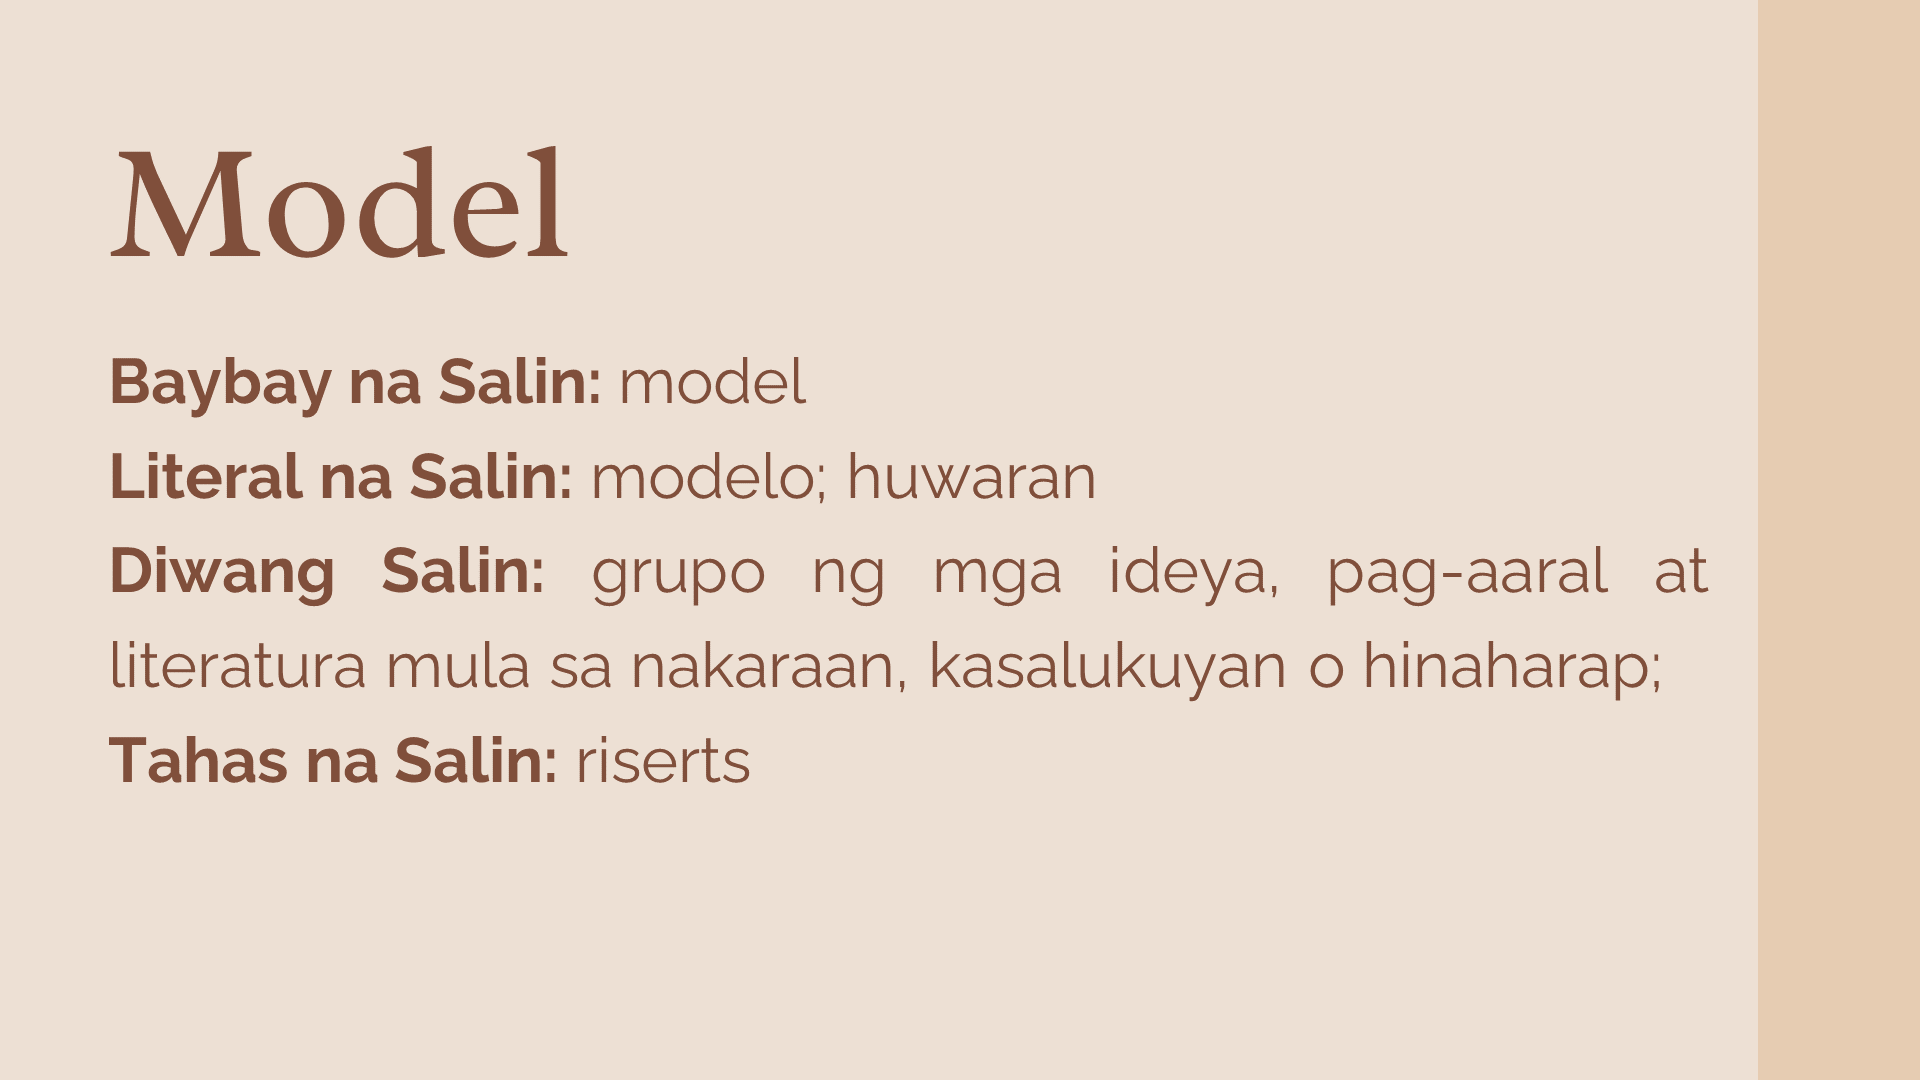 Model
Baybay na Salin: model
Literal na Salin: modelo; huwaran
Diwang Salin: grupo ng mga ideya, pag-aaral at
literatura mula sa nakaraan, kasalukuyan o hinaharap;
Tahas na Salin: riserts